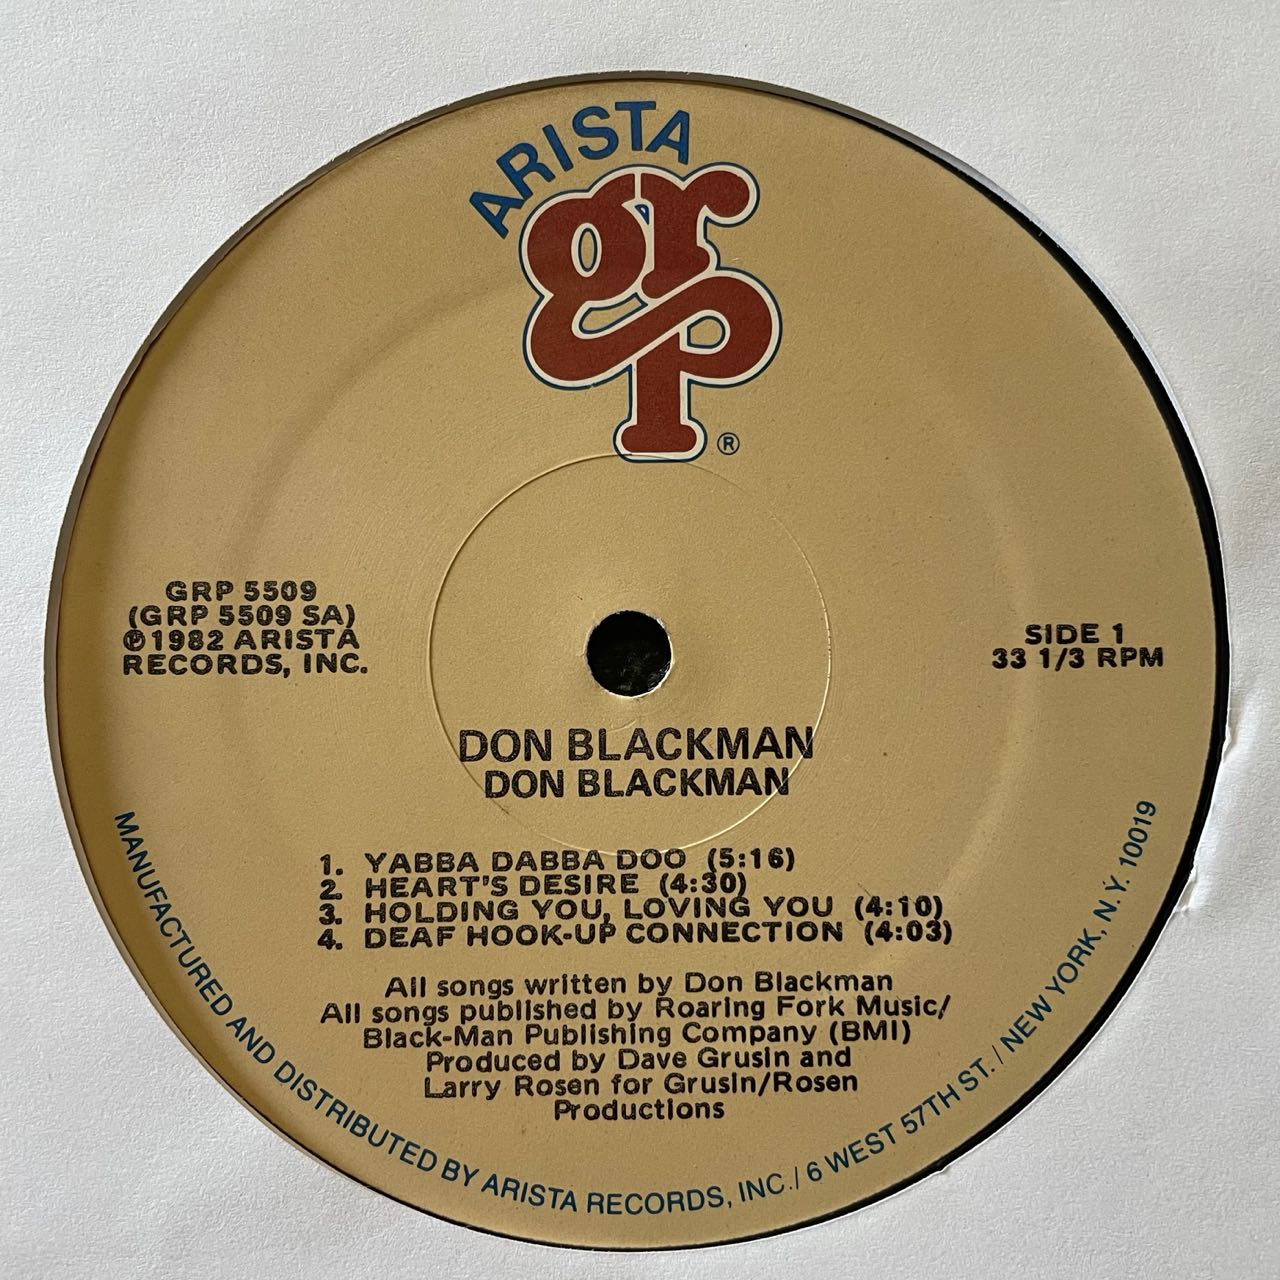 ARISTA
grp®
GRP 5509
(GRP 5509 SA)
℗1982 ARISTA
RECORDS, INC.
SIDE 1
33 1/3 RPM
DON BLACKMAN
DON BLACKMAN
1. YABBA DABBA DOO (5:16)
2. HEART'S DESIRE (4:30)
3. HOLDING YOU, LOVING YOU (4:10)
4. DEAF HOOK-UP CONNECTION (4:03)
All songs written by Don Blackman
All songs published by Roaring Fork Music/
Black-Man Publishing Company (BMI)
Produced by Dave Grusin and
Larry Rosen for Grusin/Rosen
Productions
MANUFACTURED AND DISTRIBUTED BY ARISTA RECORDS, INC./ 6 WEST 57TH ST. / NEW YORK, N.Y. 10019